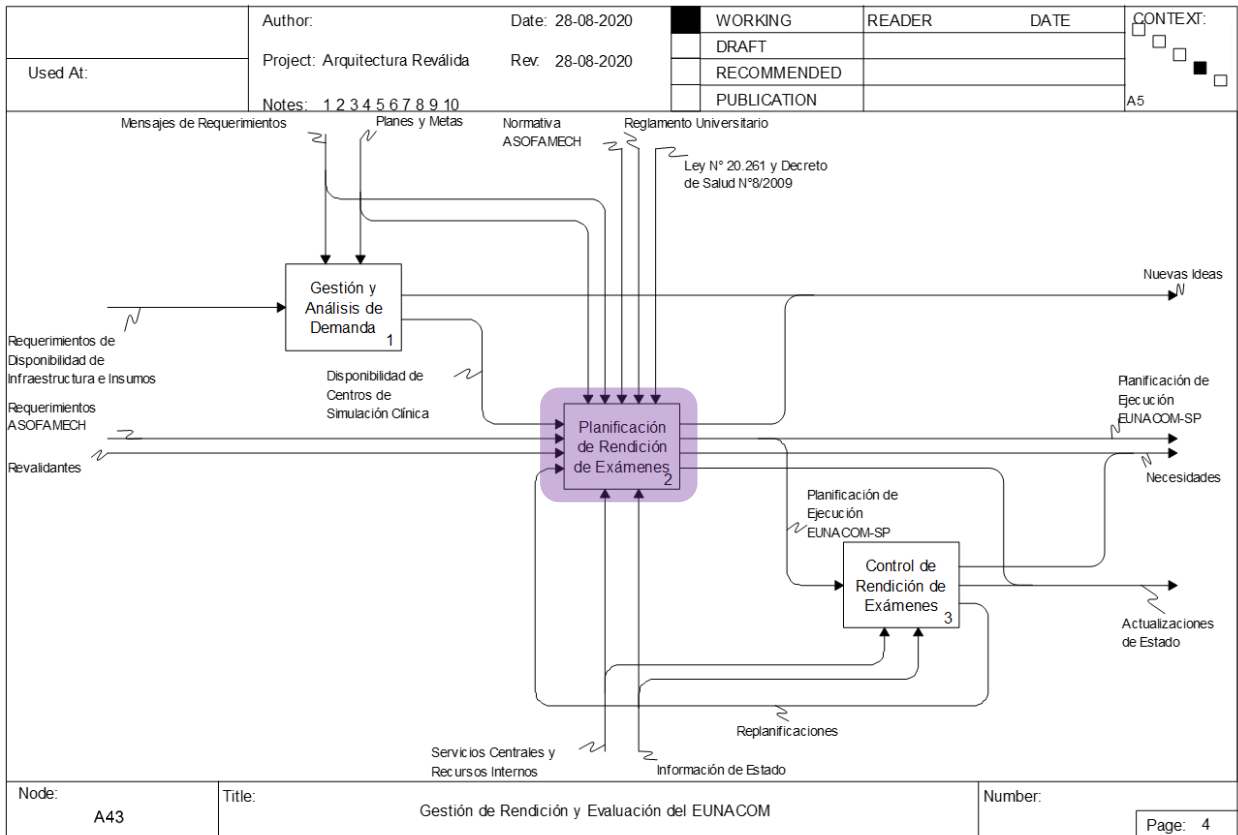 Used At:
Author:
Date: 28-08-2020
Project: Arquitectura Reválida
Rev: 28-08-2020
Notes: 1 2 3 4 5 6 7 8 9 10
WORKING
DRAFT
RECOMMENDED
PUBLICATION
READER
DATE
CONTEXT:
A5
Mensajes de Requerimientos
Planes y Metas
Normativa
ASOFAMECH
Reglamento Universitario
Ley N° 20.261 y Decreto
de Salud N°8/2009
Gestión y
Análisis de
Demanda
1
Nuevas Ideas
Requerimientos de
Disponibilidad de
Infraestructura e Insumos
Disponibilidad de
Centros de
Simulación Clínica
Requerimientos
ASOFAMECH
Revalidantes
Planificación
de Rendición
de Exámenes
2
Planificación de
Ejecución
EUNACOM-SP
Necesidades
Planificación de
Ejecución
EUNACOM-SP
Control de
Rendición de
Exámenes
3
Actualizaciones
de Estado
Replanificaciones
Servicios Centrales y
Recursos Internos
Información de Estado
Node:
A43
Title:
Gestión de Rendición y Evaluación del EUNACOM
Number:
Page: 4